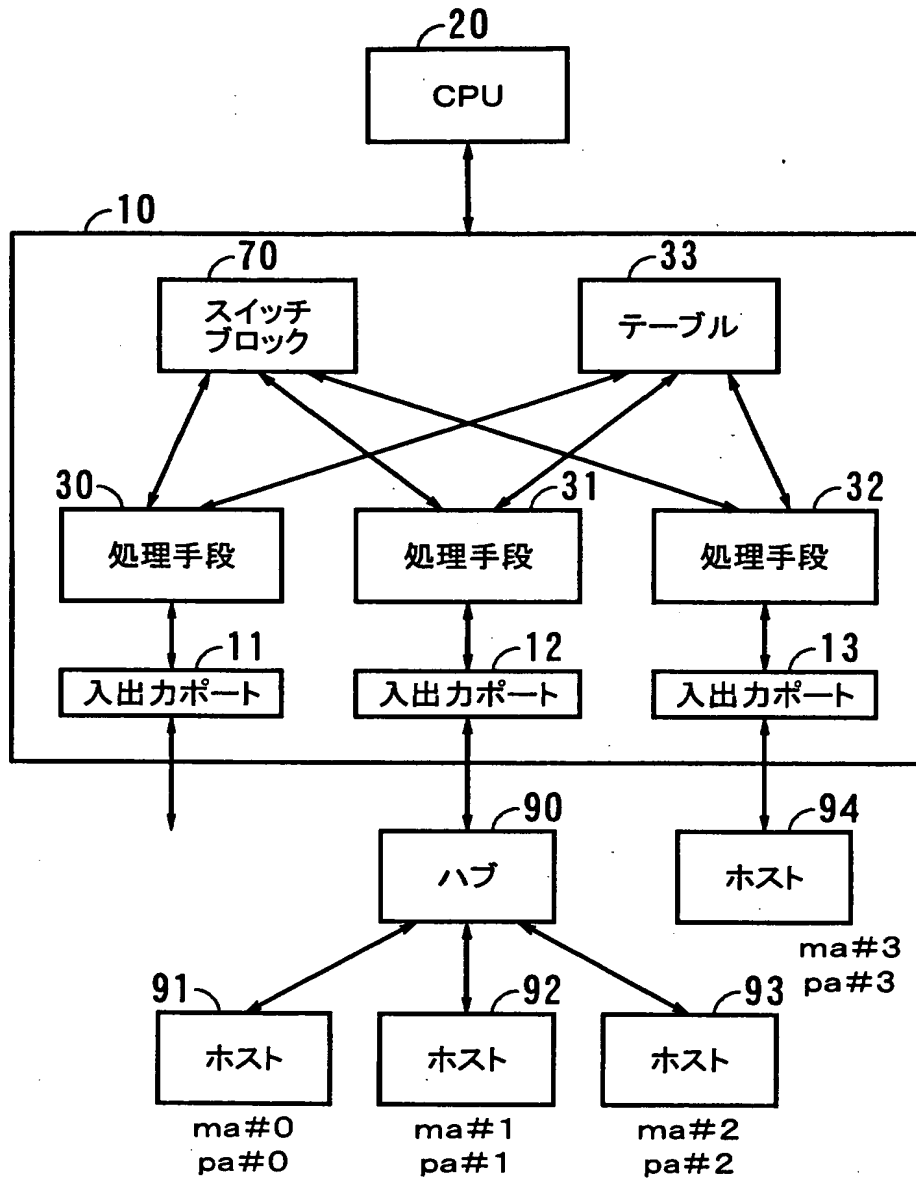 20
CPU
10
70
33
スイッチ
ブロック
テーブル
30
31
32
処理手段
処理手段
処理手段
11
12
13
入出力ポート
入出力ポート
入出力ポート
90
94
ハブ
ホスト
ma#3
pa#3
91
92
93
ホスト
ホスト
ホスト
ma#0
ma#1
ma#2
pa#0
pa#1
pa#2